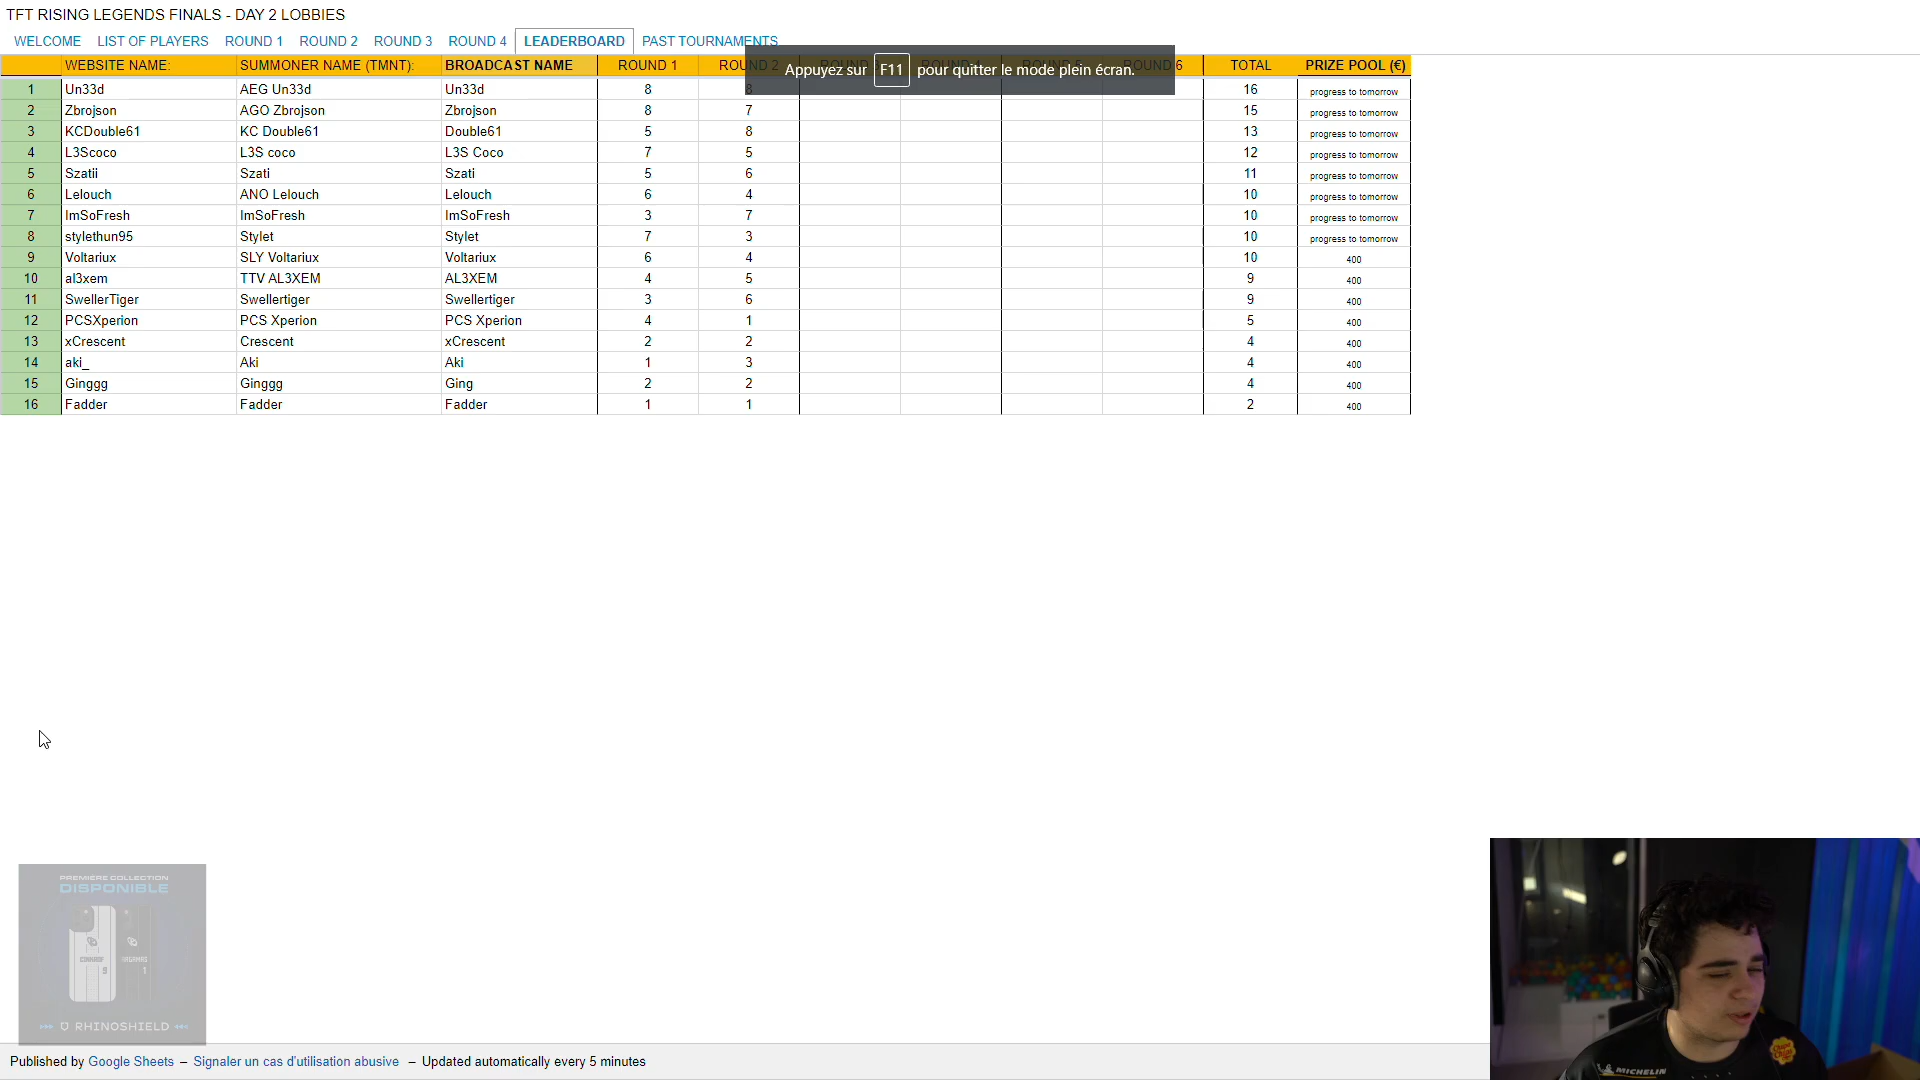 TFT RISING LEGENDS FINALS - DAY 2 LOBBIES
WELCOME LIST OF PLAYERS ROUND 1 ROUND 2 ROUND 3 ROUND 4 LEADERBOARD PAST TOURNAMENTS
WEBSITE NAME: SUMMONER NAME (TMNT): BROADCAST NAME ROUND 1 ROUND 2 ROUND 6 TOTAL PRIZE POOL (€)
Appuyez sur F11 pour quitter le mode plein écran.
1 Un33d AEG Un33d Un33d 8 8 16 progress to tomorrow
2 Zbrojson AGO Zbrojson Zbrojson 8 7 15 progress to tomorrow
3 KCDouble61 KC Double61 Double61 5 8 13 progress to tomorrow
4 L3Scoco L3S coco L3S Coco 7 5 12 progress to tomorrow
5 Szatii Szati Szati 5 6 11 progress to tomorrow
6 Lelouch ANO Lelouch Lelouch 6 4 10 progress to tomorrow
7 ImSoFresh ImSoFresh ImSoFresh 3 7 10 progress to tomorrow
8 stylethun95 Stylet Stylet 7 3 10 progress to tomorrow
9 Voltariux SLY Voltariux Voltariux 6 4 10 400
10 al3xem TTV AL3XEM AL3XEM 4 5 9 400
11 SwellerTiger Swellertiger Swellertiger 3 6 9 400
12 PCSXperion PCS Xperion PCS Xperion 4 1 5 400
13 xCrescent Crescent xCrescent 2 2 4 400
14 aki_ Aki Aki 1 3 4 400
15 Ginggg Ginggg Ging 2 2 4 400
16 Fadder Fadder Fadder 1 1 2 400
PREMIÈRE COLLECTION
DISPONIBLE
RHINOSHIELD
MICHELIN
Published by Google Sheets – Signaler un cas d'utilisation abusive – Updated automatically every 5 minutes